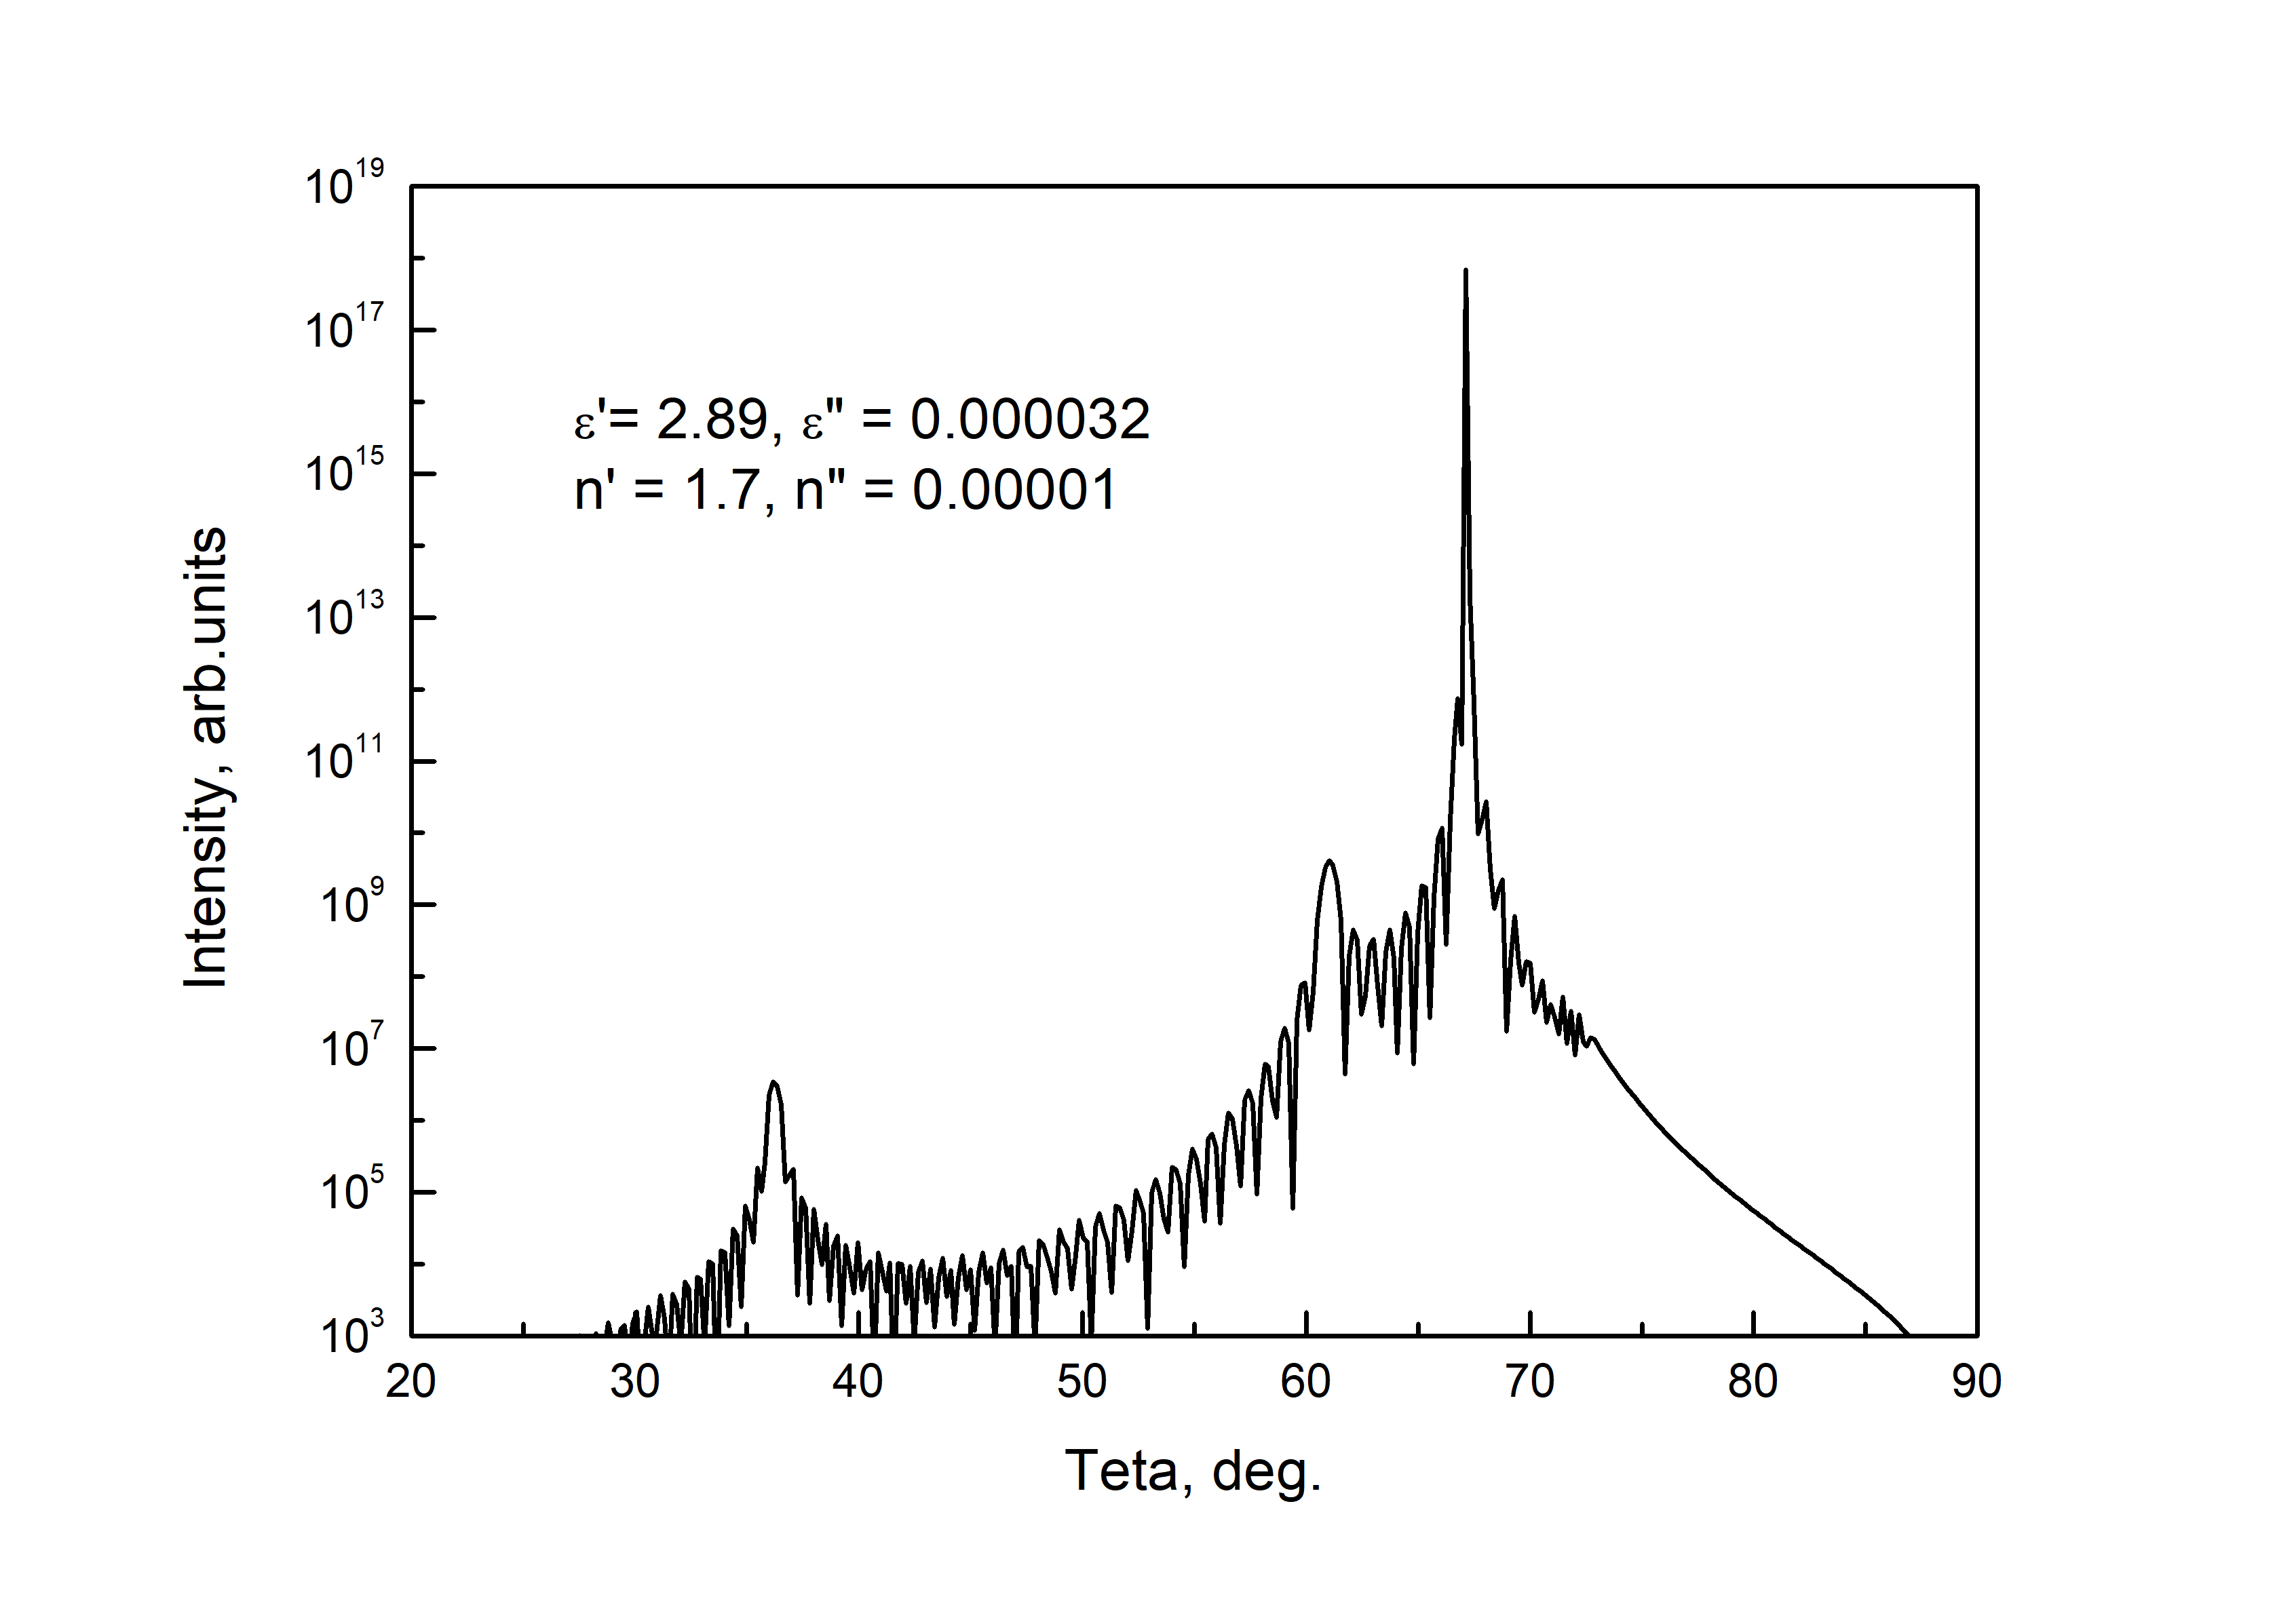 10^19
10^17
10^15
10^13
10^11
10^9
10^7
10^5
10^3
Intensity, arb.units
ε'= 2.89, ε" = 0.000032
n' = 1.7, n" = 0.00001
20 30 40 50 60 70 80 90
Teta, deg.